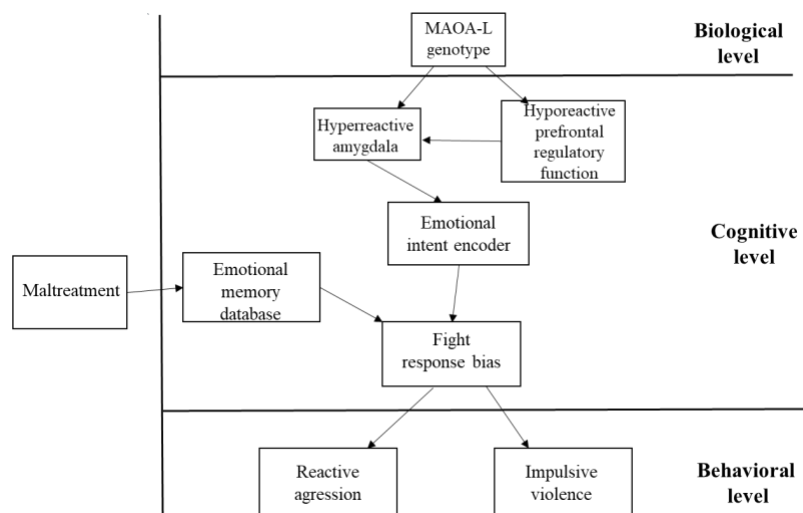 MAOA-L
genotype
Biological
level
Hyperreactive
amygdala
Hyporeactive
prefrontal
regulatory
function
Emotional
intent encoder
Cognitive
level
Maltreatment
Emotional
memory
database
Fight
response bias
Reactive
agression
Impulsive
violence
Behavioral
level